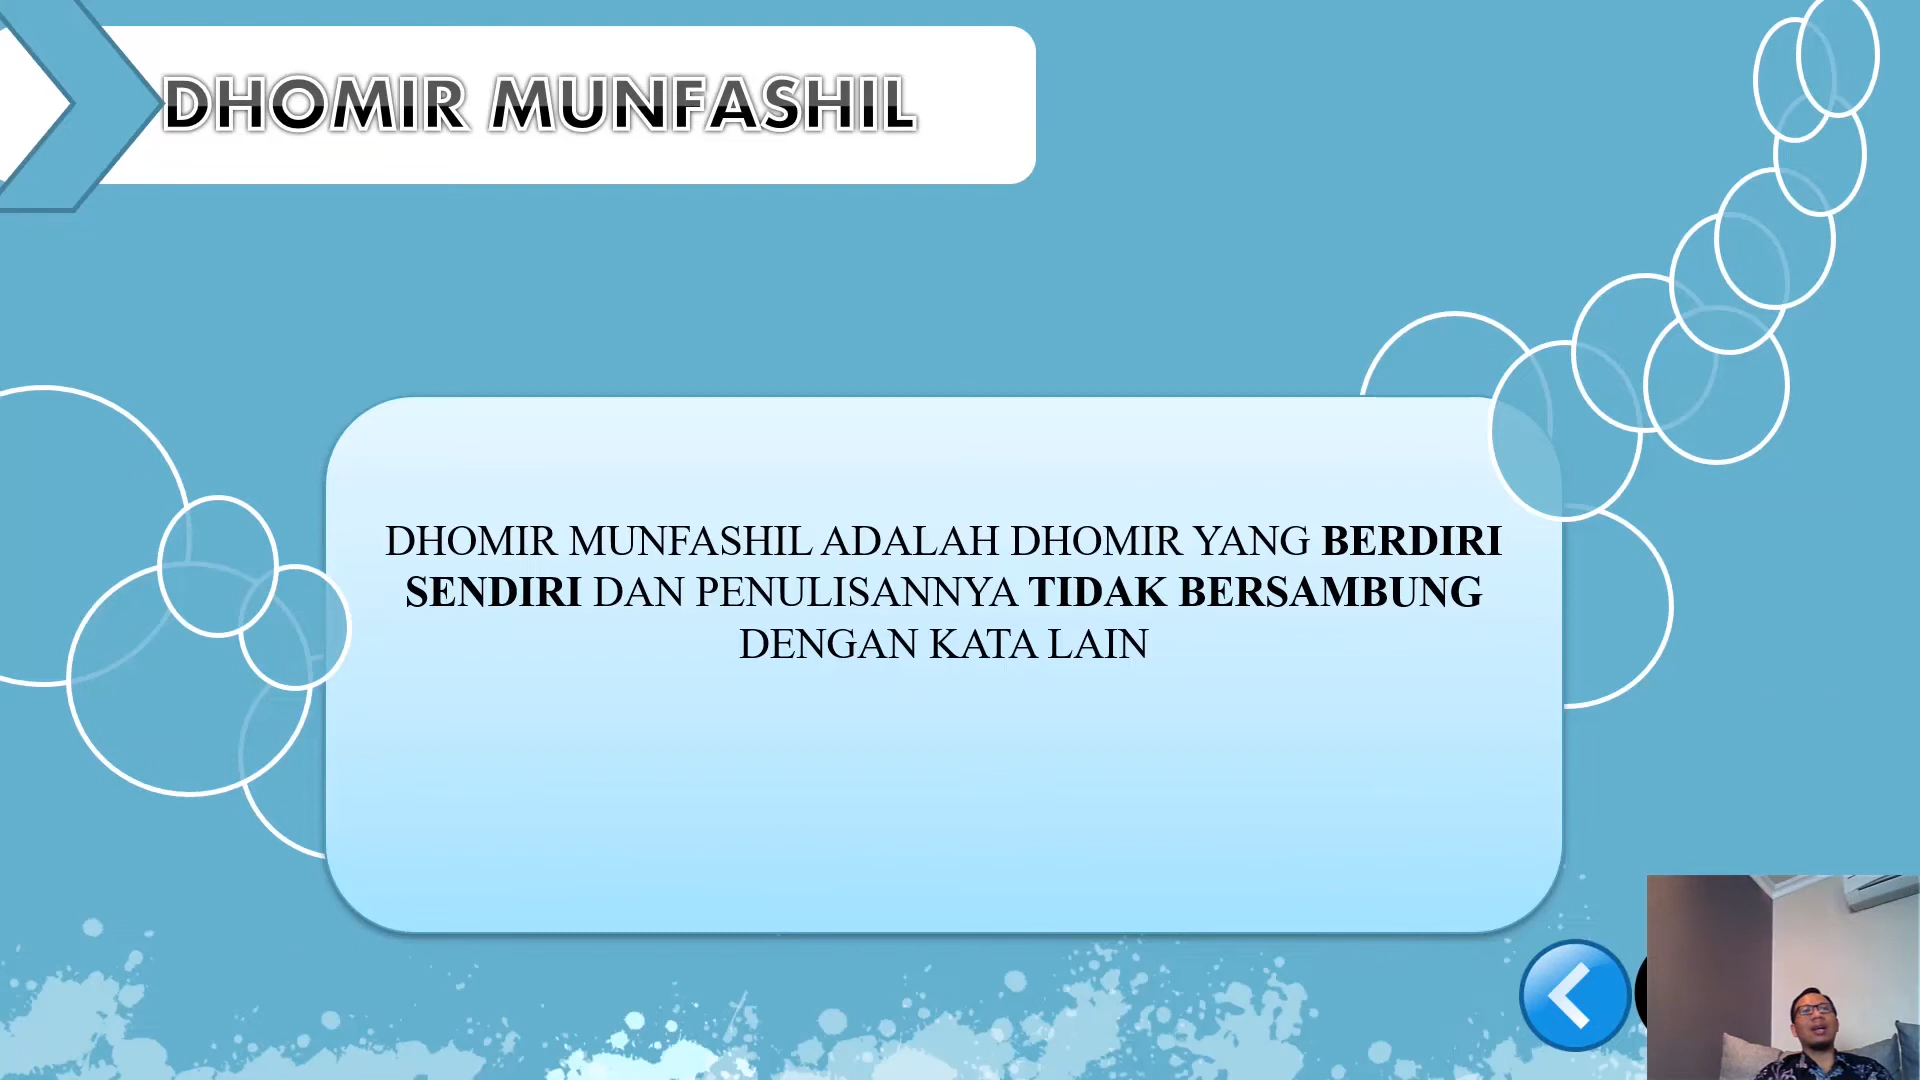 DHOMIR MUNFASHIL
DHOMIR MUNFASHIL ADALAH DHOMIR YANG BERDIRI
SENDIRI DAN PENULISANNYA TIDAK BERSAMBUNG
DENGAN KATA LAIN